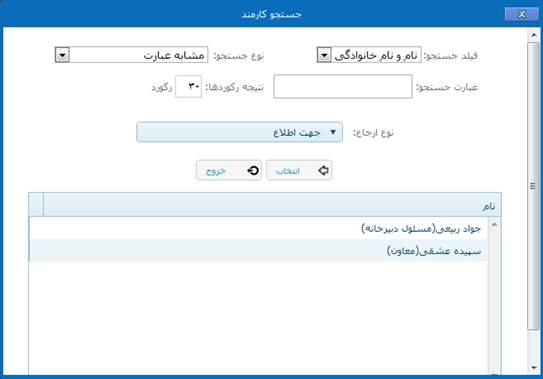 جستجو کارمند
فیلد جستجو: نام و نام خانوادگی نوع جستجو: مشابه عبارت
عبارت جستجو: نتیجه رکوردها: ۳۰ رکورد
نوع ارجاع: جهت اطلاع
انتخاب خروج
نام
جواد ربیعی(مسئول دبیرخانه)
سپیده عشقی(معاون)